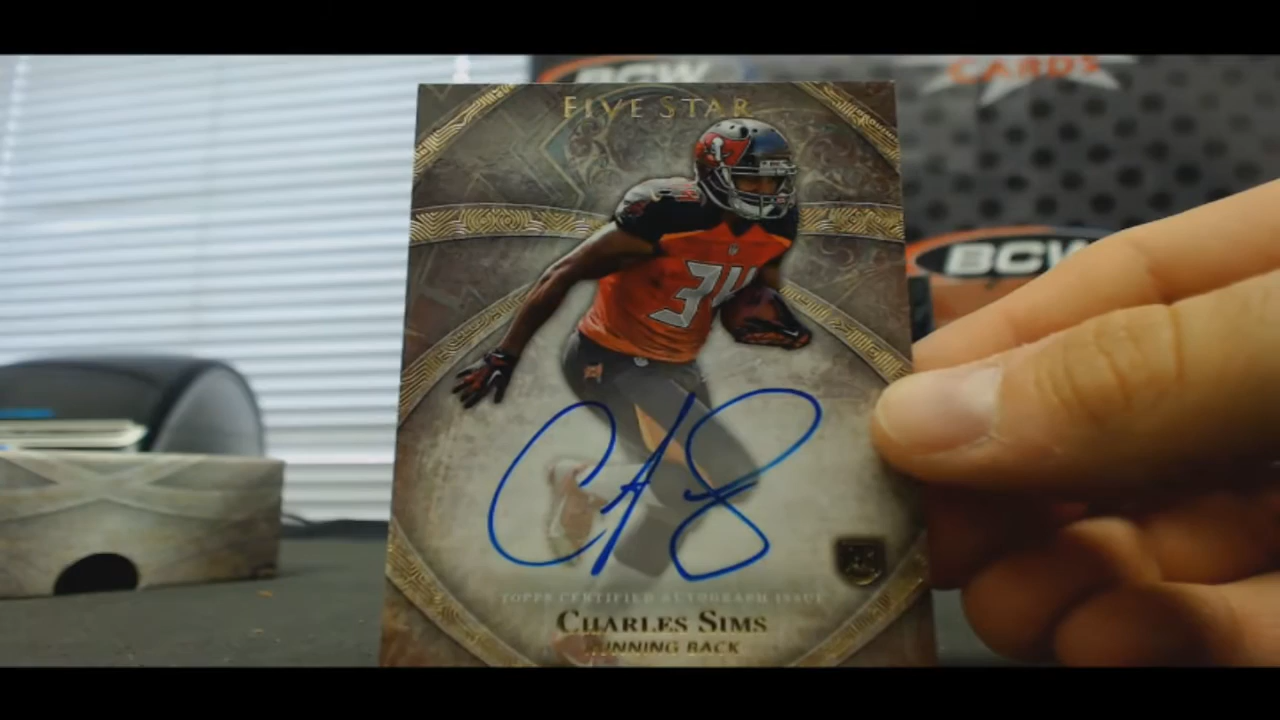 BCW
CARDS
FIVE STAR
BCW
34
TOPPS CERTIFIED AUTOGRAPH ISSUE
CHARLES SIMS
RUNNING BACK